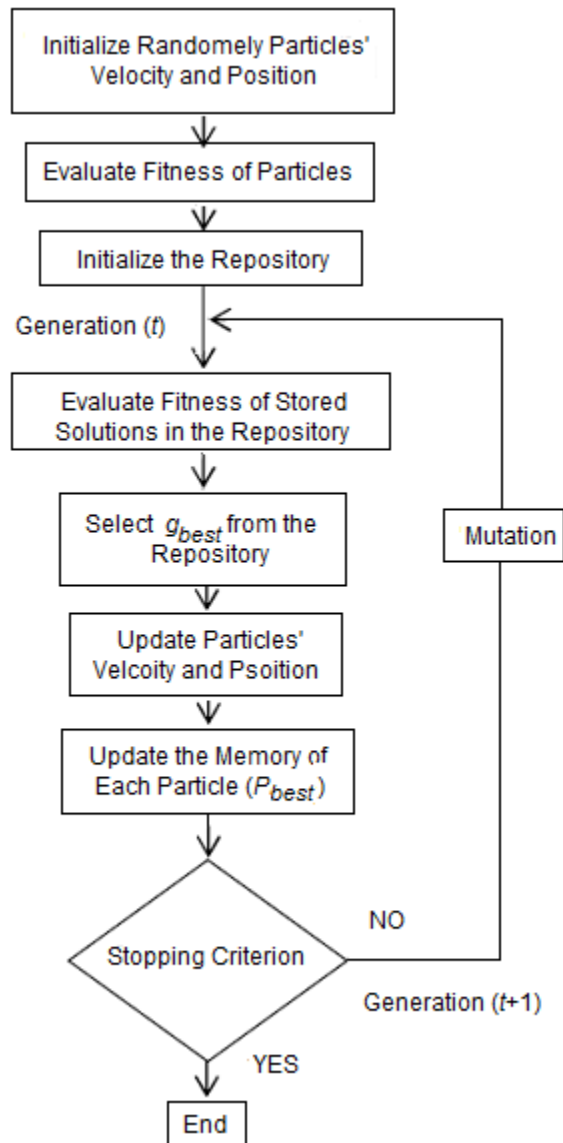 Initialize Randomely Particles'
Velocity and Position
Evaluate Fitness of Particles
Initialize the Repository
Generation (t)
Evaluate Fitness of Stored
Solutions in the Repository
Select g_best from the
Repository
Mutation
Update Particles'
Velcoity and Psoition
Update the Memory of
Each Particle (P_best)
NO
Stopping Criterion
Generation (t+1)
YES
End